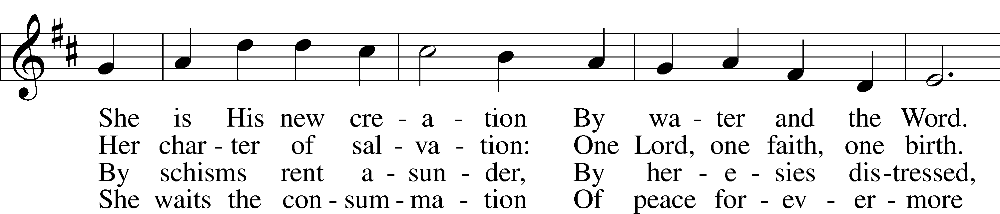 She is His new cre - a - tion By wa - ter and the Word.
Her char - ter of sal - va - tion: One Lord, one faith, one birth.
By schisms rent a - sun - der, By her - e - sies dis - tressed,
She waits the con - sum - ma - tion Of peace for - ev - er - more